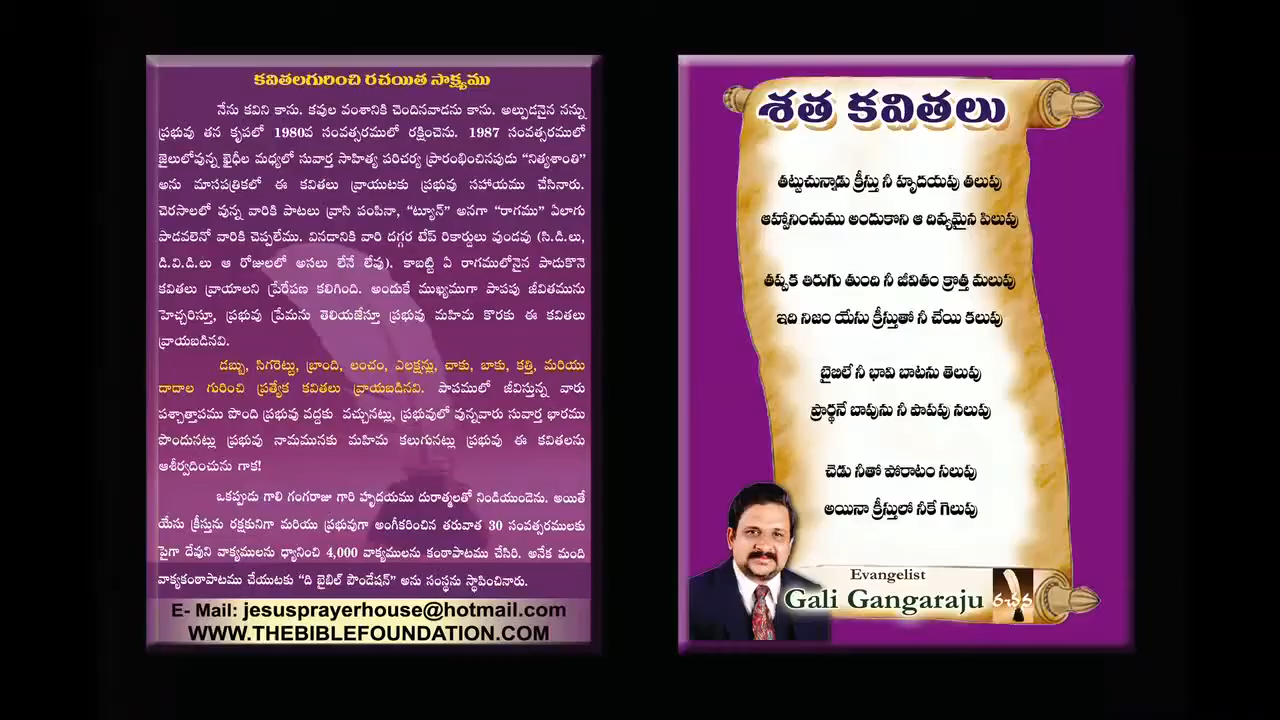 కవితలగురించి రచయిత సాక్ష్యము
నేను కవిని కాను. కవుల వంశానికి చెందినవాడను కాను. అల్పుడనైన నన్ను
ప్రభువు తన కృపలో 1980వ సంవత్సరములో రక్షించెను. 1987 సంవత్సరములో
జైలులోవున్న ఖైధీల మధ్యలో సువార్త సాహిత్య పరిచర్య ప్రారంభించినపుడు “నిత్యశాంతి”
అను మాసపత్రికలో ఈ కవితలు వ్రాయుటకు ప్రభువు సహాయము చేసినారు.
చెరసాలలో వున్న వారికి పాటలు వ్రాసి పంపినా, “ట్యూన్” అనగా “రాగము” ఏలాగు
పాడవలెనో వారికి చెప్పలేము. వినడానికి వారి దగ్గర టేప్ రికార్డులు వుండవు (సి.డి.లు,
డి.వి.డి.లు ఆ రోజులలో అసలు లేనే లేవు). కాబట్టి ఏ రాగములోనైన పాడుకొనె
కవితలు వ్రాయాలని ప్రేరేపణ కలిగింది. అందుకే ముఖ్యముగా పాపపు జీవితమును
హెచ్చరిస్తూ, ప్రభువు ప్రేమను తెలియజేస్తూ ప్రభువు మహిమ కొరకు ఈ కవితలు
వ్రాయబడినవి.
డబ్బు, సిగరెట్టు, బ్రాంది, లంచం, ఎలక్షన్లు, చాకు, బాకు, కత్తి, మరియు
దాదాల గురించి ప్రత్యేక కవితలు వ్రాయబడినవి. పాపములో జీవిస్తున్న వారు
పశ్చాత్తాపము పొంది ప్రభువు వద్దకు వచ్చునట్లు, ప్రభువులో వున్నవారు సువార్త భారము
పొందునట్లు ప్రభువు నామమునకు మహిమ కలుగునట్లు ప్రభువు ఈ కవితలను
ఆశీర్వదించును గాక!
ఒకప్పుడు గాలి గంగరాజు గారి హృదయము దురాత్మలతో నిండియుండెను. అయితే
యేసు క్రీస్తును రక్షకునిగా మరియు ప్రభువుగా అంగీకరించిన తరువాత 30 సంవత్సరములకు
పైగా దేవుని వాక్యములను ధ్యానించి 4,000 వాక్యములను కంఠాపాటము చేసిరి. అనేక మంది
వాక్యకంఠాపాటము చేయుటకు “ది బైబిల్ ఫౌండేషన్” అను సంస్థను స్థాపించినారు.
E- Mail: jesusprayerhouse@hotmail.com
WWW.THEBIBLEFOUNDATION.COM
శత కవితలు
తట్టుచున్నాడు క్రీస్తు నీ హృదయపు తలుపు
ఆహ్వానించుము అందుకొని ఆ దివ్యమైన పిలుపు
తప్పక తిరుగు తుంది నీ జీవితం క్రొత్త మలుపు
ఇది నిజం యేసు క్రీస్తుతో నీ చేయి కలుపు
బైబిలే నీ భావి బాటను తెలుపు
ప్రార్థనే బాపును నీ పాపపు నలుపు
చెడు నీతో పోరాటం సలుపు
అయినా క్రీస్తులో నీకే గెలుపు
Evangelist
Gali Gangaraju రచన